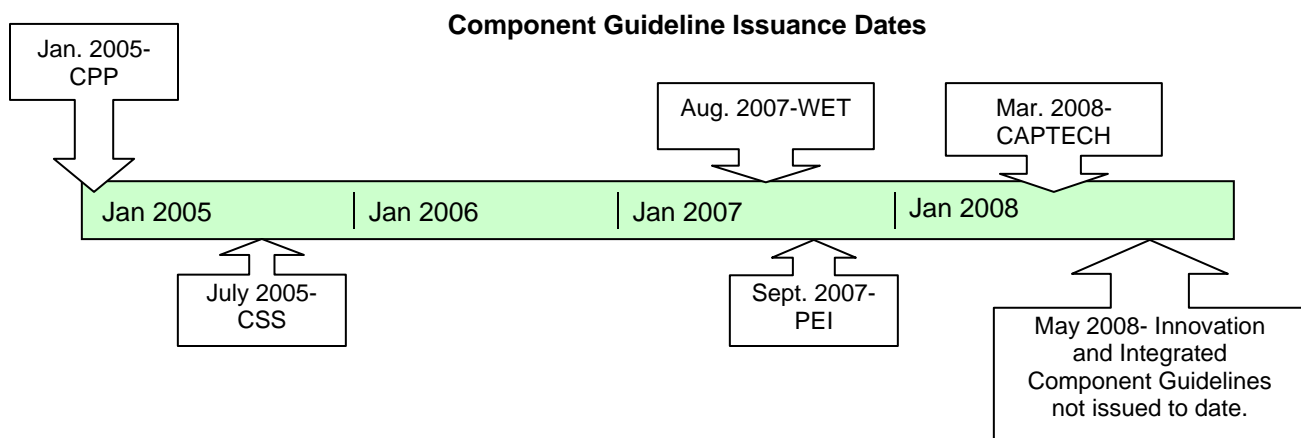 Component Guideline Issuance Dates
Jan. 2005-
CPP
Aug. 2007-WET
Mar. 2008-
CAPTECH
Jan 2005
Jan 2006
Jan 2007
Jan 2008
July 2005-
CSS
Sept. 2007-
PEI
May 2008- Innovation
and Integrated
Component Guidelines
not issued to date.